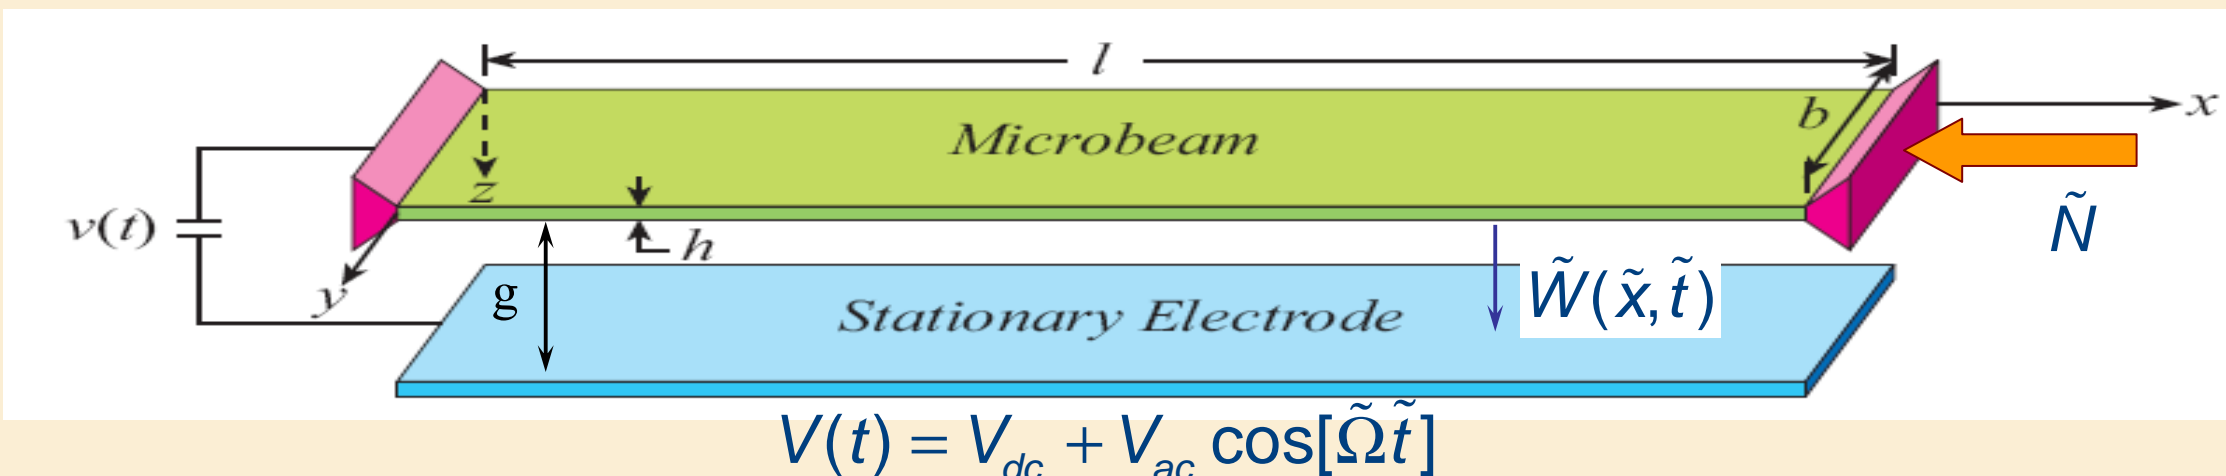 l
x
b
Microbeam
z
v(t)
h
Ñ
y
g
Stationary Electrode
W̃(x̃,t̃)
V(t) = V_dc + V_ac cos[Ω̃t̃]